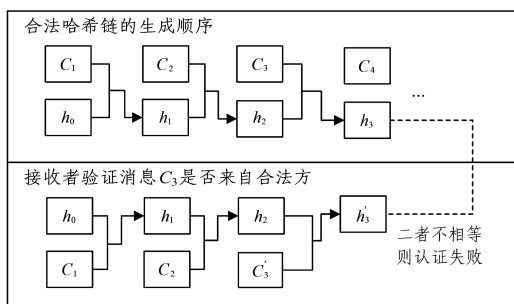 合法哈希链的生成顺序
C₁ C₂ C₃ C₄
...
h₀ h₁ h₂ h₃
接收者验证消息C₃是否来自合法方
h₀ h₁ h₂ h₃'
C₁ C₂ C₃'
二者不相等
则认证失败